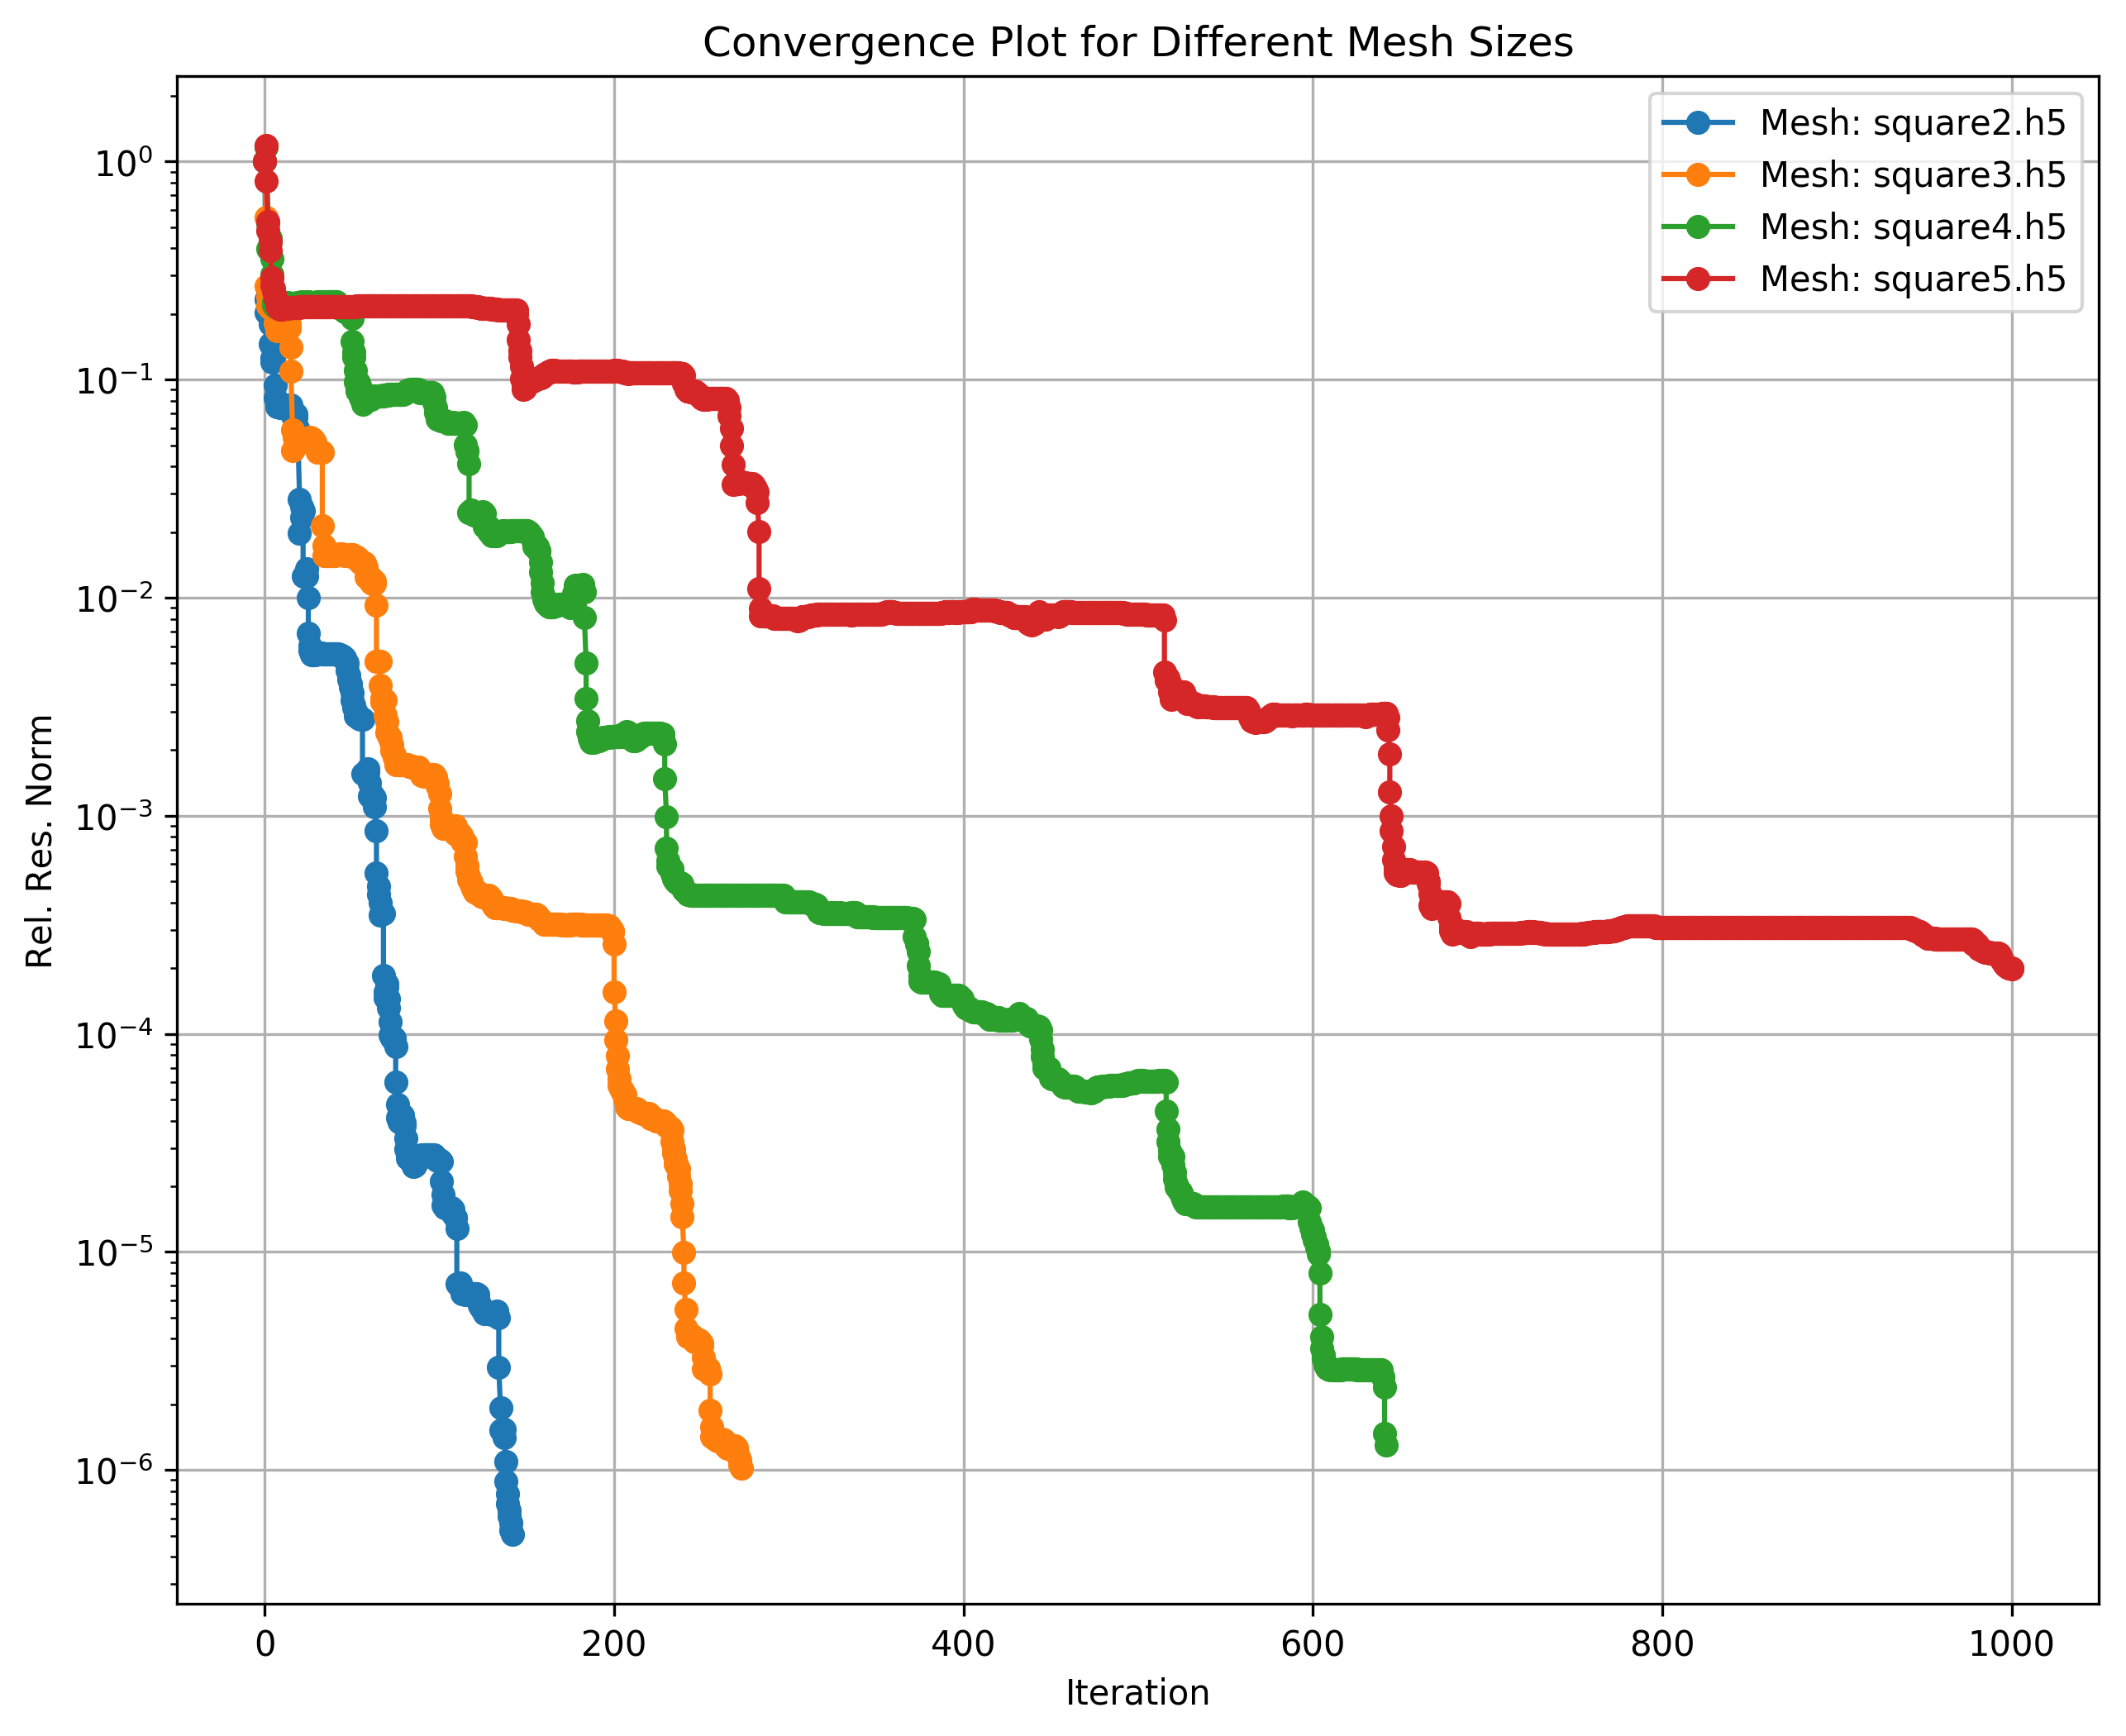 Convergence Plot for Different Mesh Sizes
Mesh: square2.h5
Mesh: square3.h5
Mesh: square4.h5
Mesh: square5.h5
Rel. Res. Norm
10⁰
10⁻¹
10⁻²
10⁻³
10⁻⁴
10⁻⁵
10⁻⁶
0 200 400 600 800 1000
Iteration